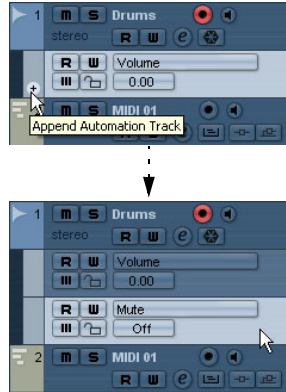 1 m S Drums
stereo R W e
R W Volume
0.00
m S MIDI 01
Append Automation Track
1 m S Drums
stereo R W e
R W Volume
0.00
R W Mute
Off
2 m S MIDI 01
R W